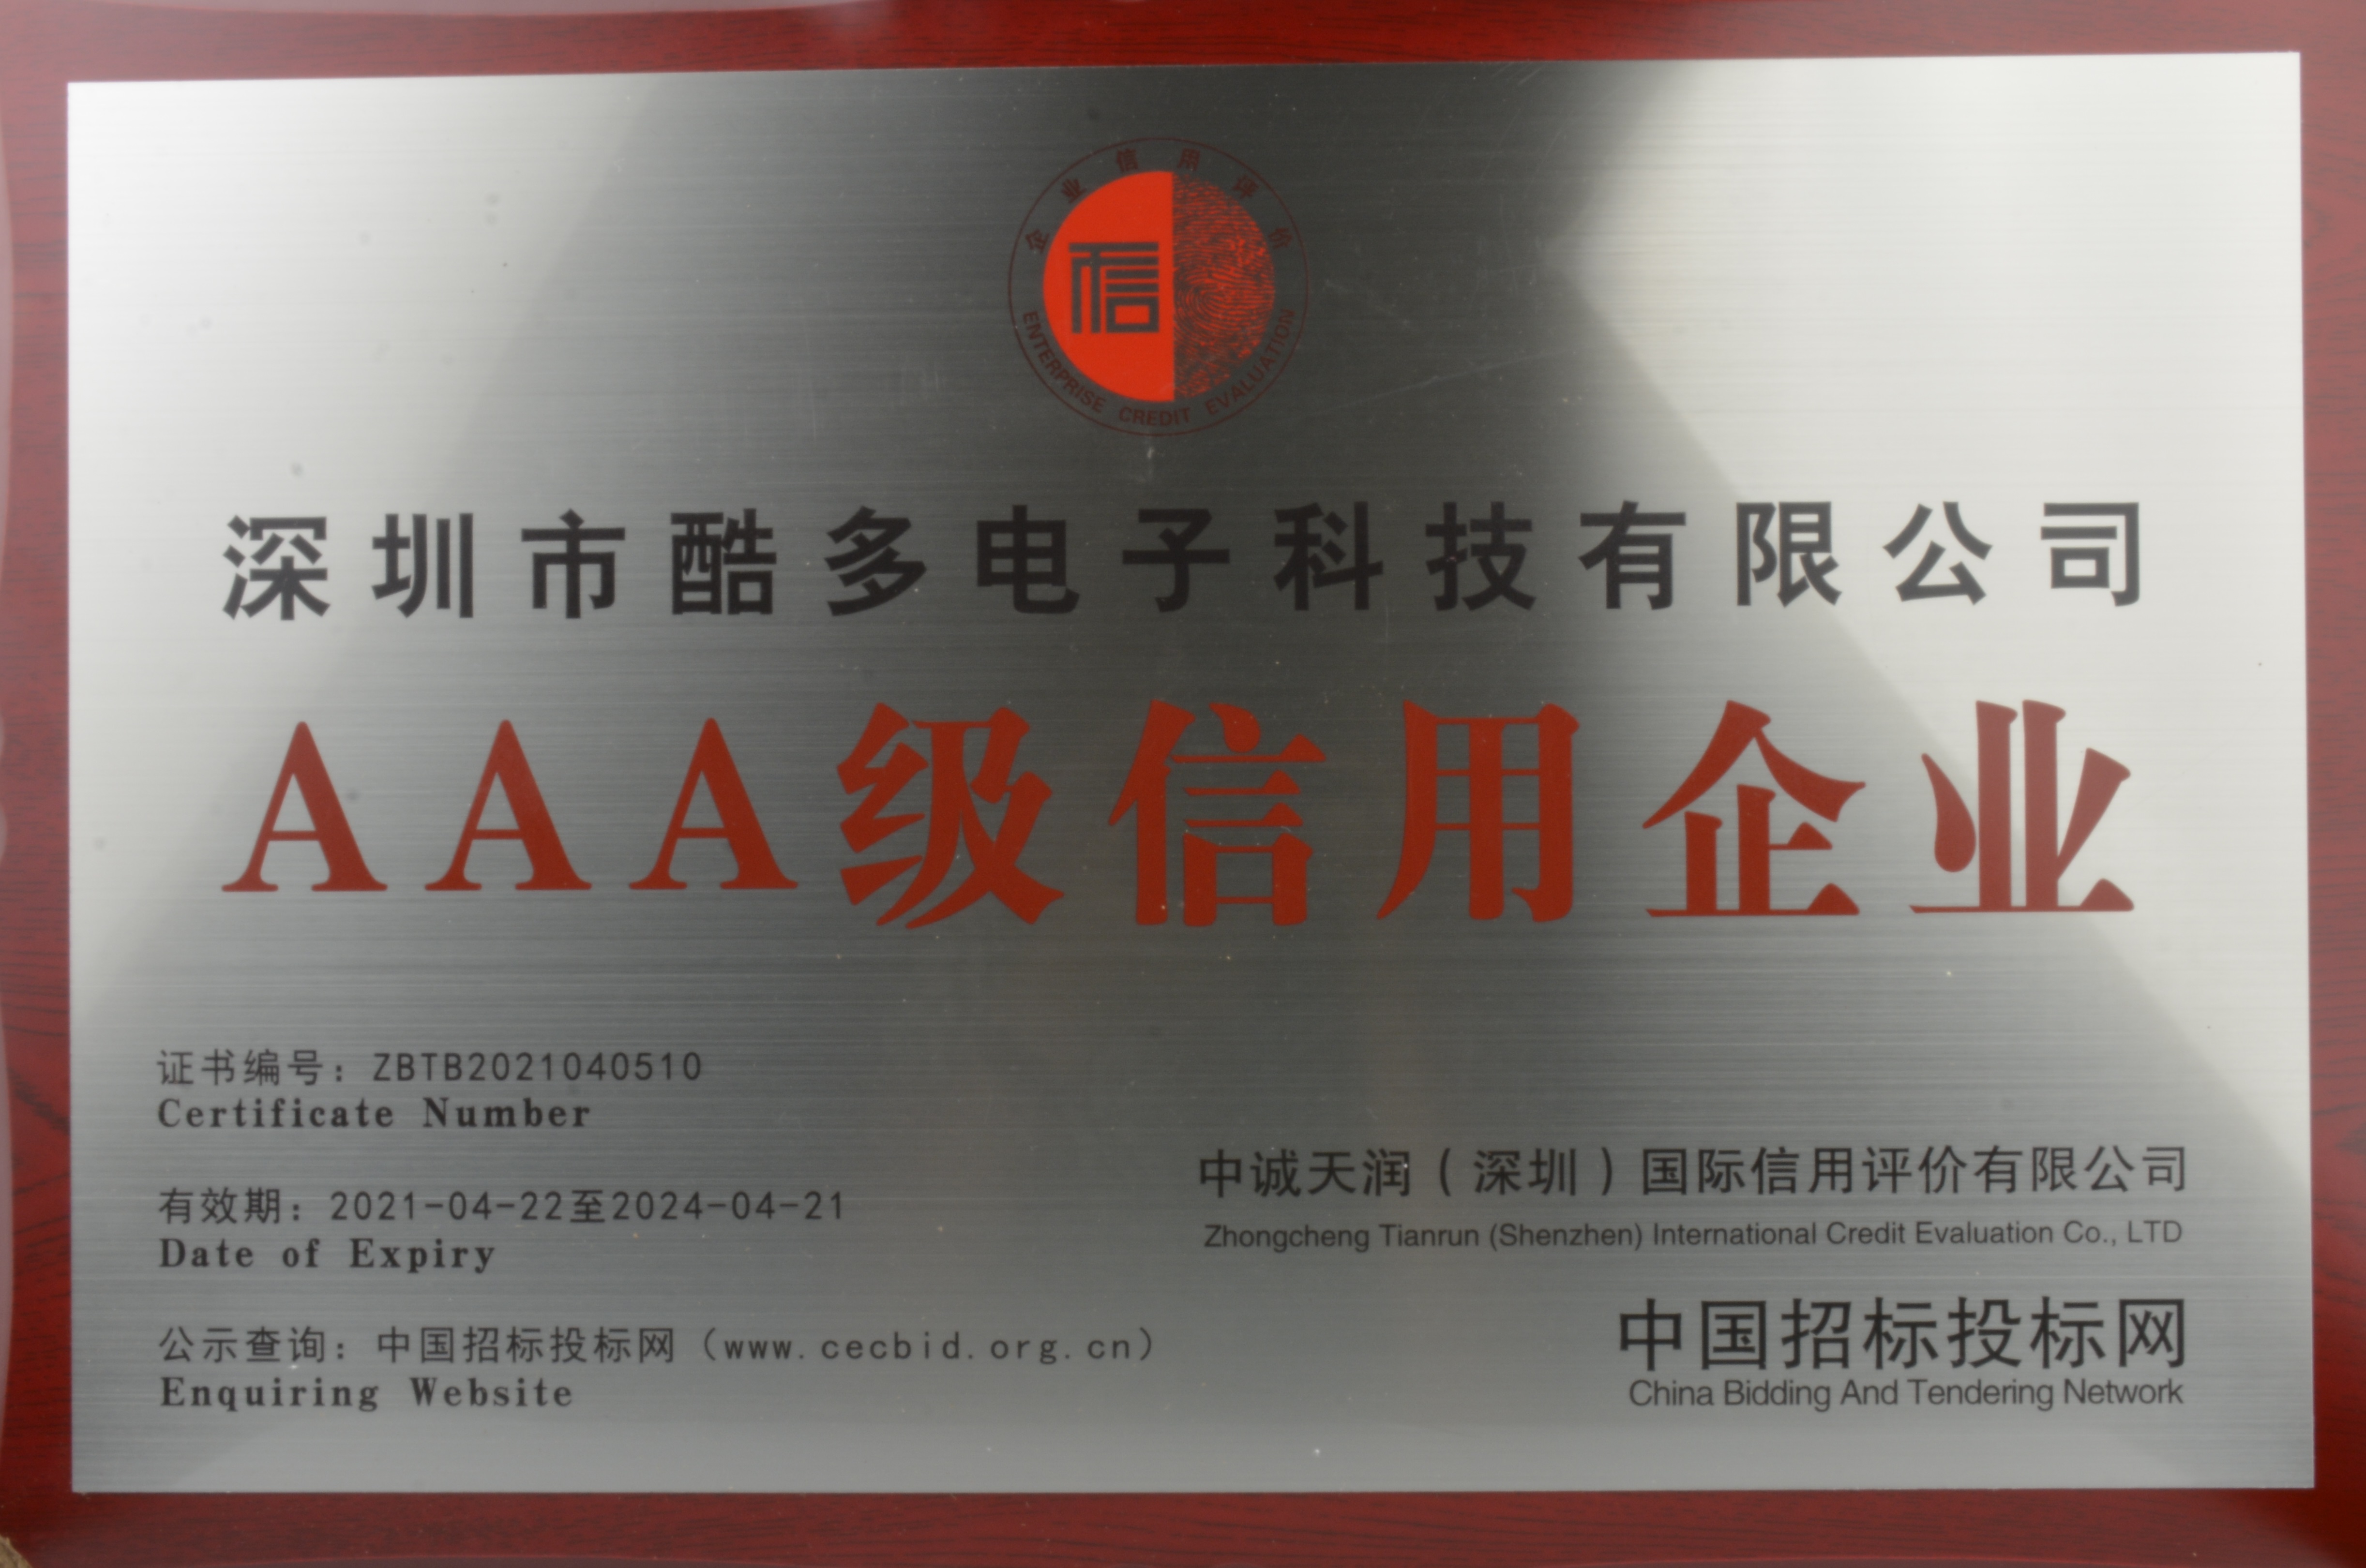 企业信用评价
信
ENTERPRISE CREDIT EVALUATION
深圳市酷多电子科技有限公司
AAA级信用企业
证书编号：ZBTB2021040510
Certificate Number
有效期：2021-04-22至2024-04-21
Date of Expiry
公示查询：中国招标投标网（www.cecbid.org.cn）
Enquiring Website
中诚天润（深圳）国际信用评价有限公司
Zhongcheng Tianrun (Shenzhen) International Credit Evaluation Co., LTD
中国招标投标网
China Bidding And Tendering Network